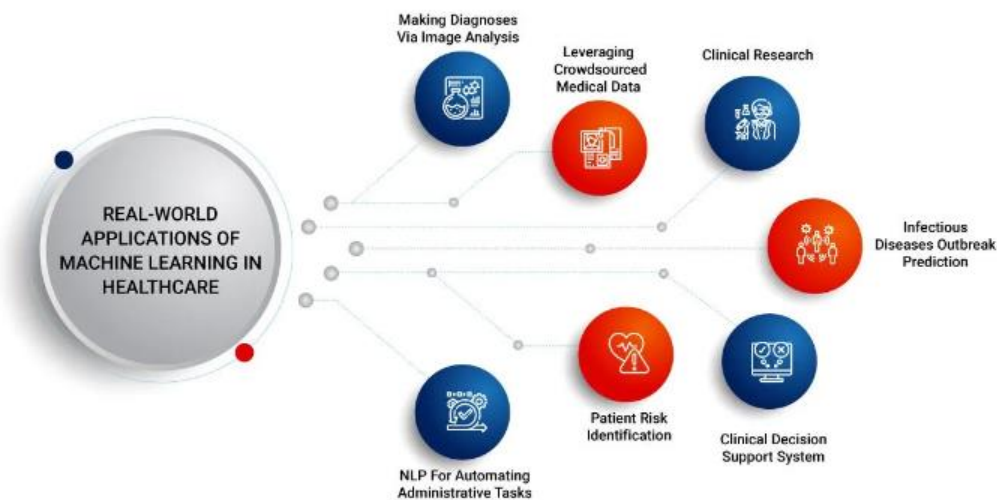 REAL-WORLD
APPLICATIONS OF
MACHINE LEARNING IN
HEALTHCARE
Making Diagnoses
Via Image Analysis
Leveraging
Crowdsourced
Medical Data
Clinical Research
Infectious
Diseases Outbreak
Prediction
Clinical Decision
Support System
Patient Risk
Identification
NLP For Automating
Administrative Tasks